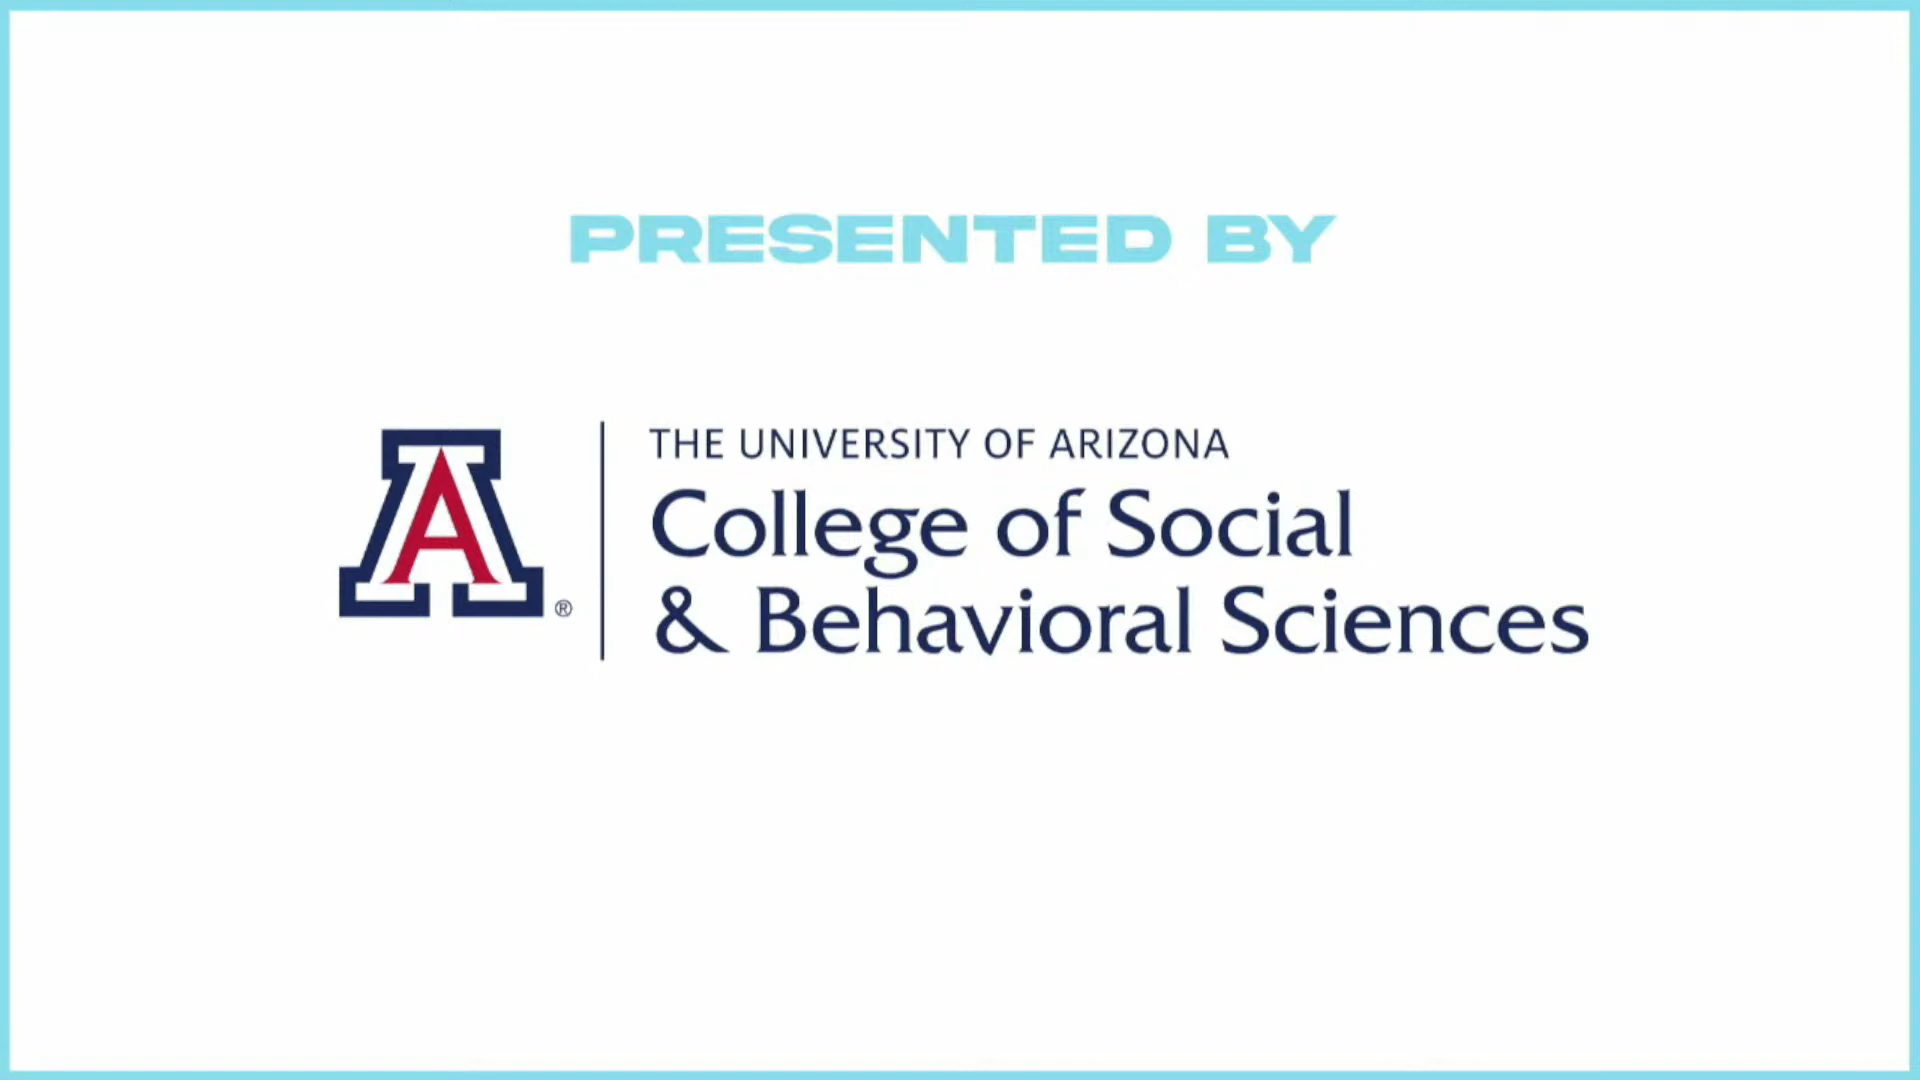 PRESENTED BY
A
®
THE UNIVERSITY OF ARIZONA
College of Social
& Behavioral Sciences